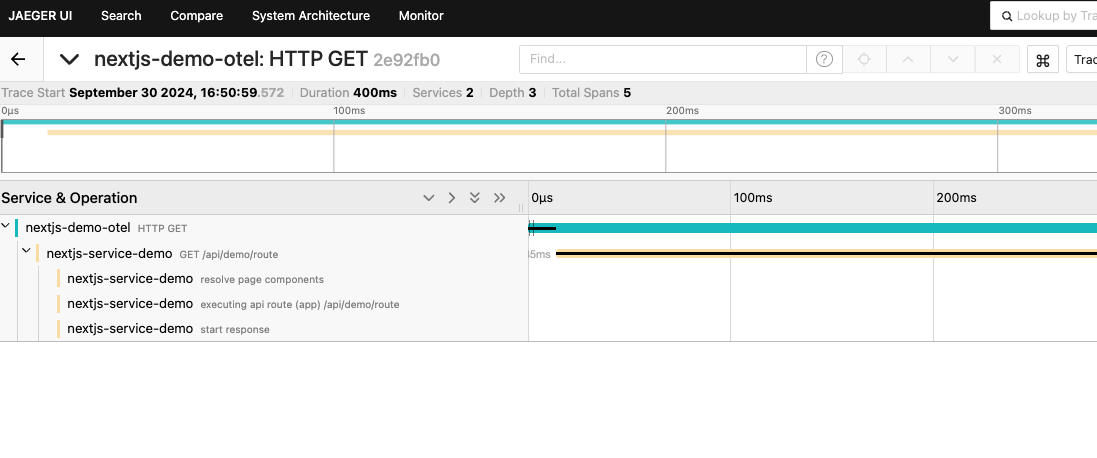 JAEGER UI Search Compare System Architecture Monitor Lookup by Tra
nextjs-demo-otel: HTTP GET 2e92fb0 Find... ? ⌘ Trac
Trace Start September 30 2024, 16:50:59.572 Duration 400ms Services 2 Depth 3 Total Spans 5
0μs 100ms 200ms 300ms
Service & Operation 0μs 100ms 200ms
nextjs-demo-otel HTTP GET
nextjs-service-demo GET /api/demo/route 5ms
nextjs-service-demo resolve page components
nextjs-service-demo executing api route (app) /api/demo/route
nextjs-service-demo start response